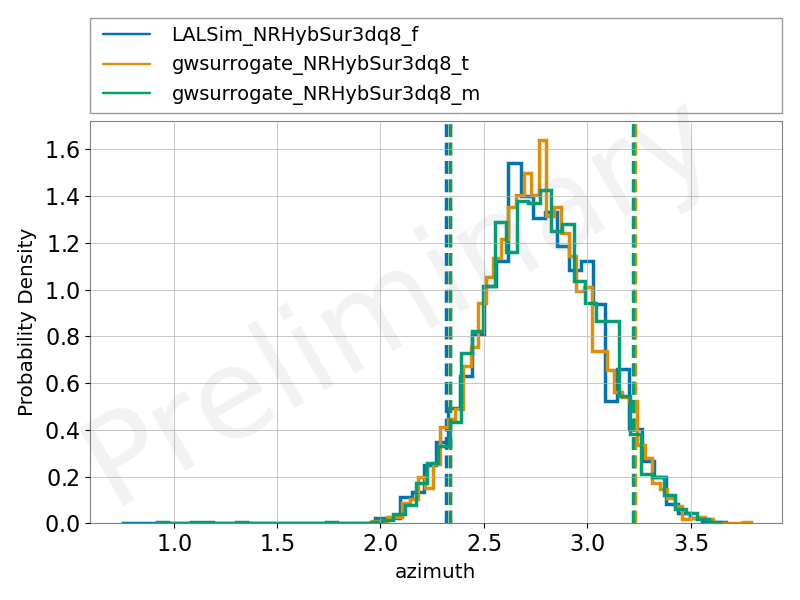 LALSim_NRHybSur3dq8_f
gwsurrogate_NRHybSur3dq8_t
gwsurrogate_NRHybSur3dq8_m
Preliminary
Probability Density
1.6
1.4
1.2
1.0
0.8
0.6
0.4
0.2
0.0
1.0 1.5 2.0 2.5 3.0 3.5
azimuth